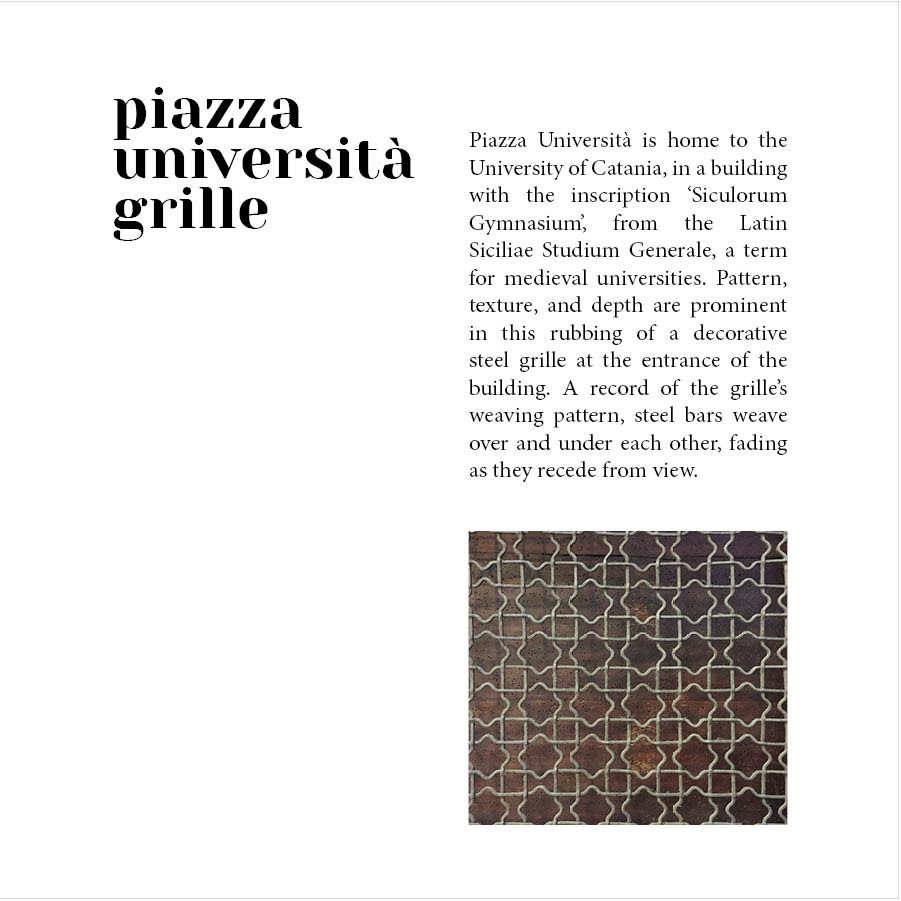 piazza
università
grille
Piazza Università is home to the
University of Catania, in a building
with the inscription ‘Siculorum
Gymnasium’, from the Latin
Siciliae Studium Generale, a term
for medieval universities. Pattern,
texture, and depth are prominent
in this rubbing of a decorative
steel grille at the entrance of the
building. A record of the grille’s
weaving pattern, steel bars weave
over and under each other, fading
as they recede from view.